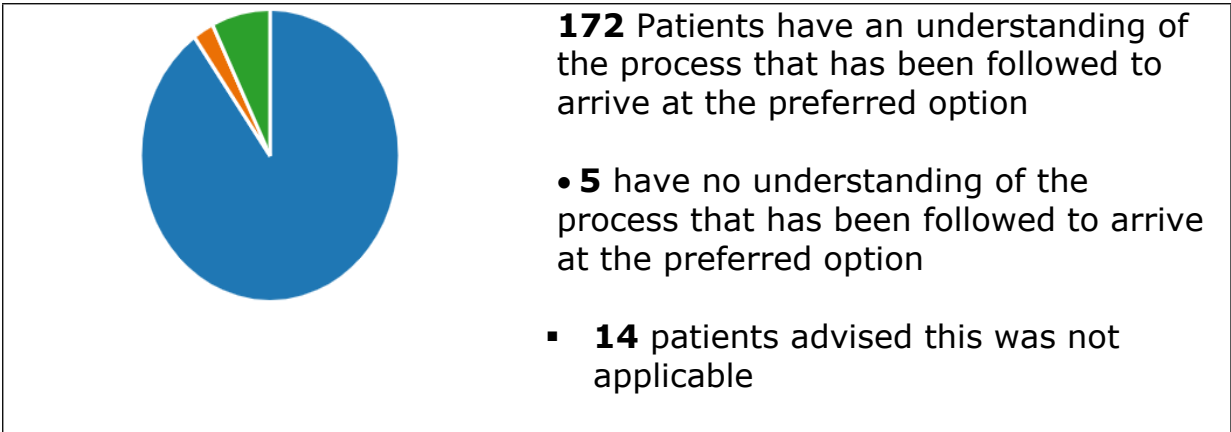 172 Patients have an understanding of
the process that has been followed to
arrive at the preferred option
• 5 have no understanding of the
process that has been followed to arrive
at the preferred option
▪ 14 patients advised this was not
applicable